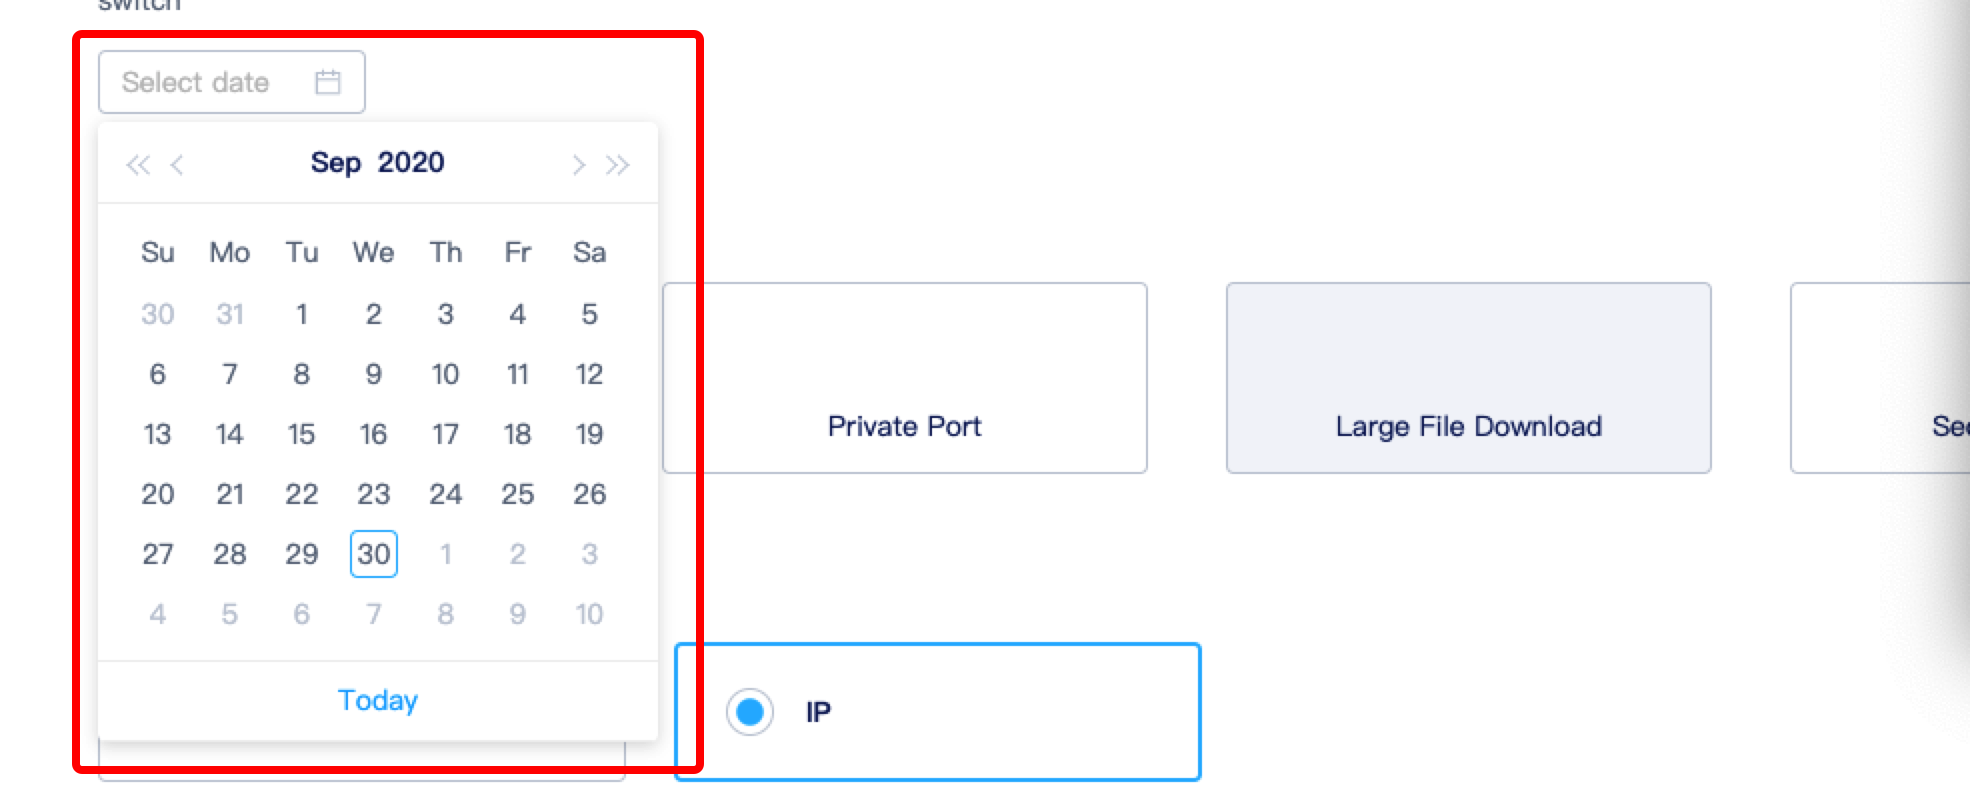 switch
Select date
Sep 2020
Su Mo Tu We Th Fr Sa
30 31 1 2 3 4 5
6 7 8 9 10 11 12
13 14 15 16 17 18 19
20 21 22 23 24 25 26
27 28 29 30 1 2 3
4 5 6 7 8 9 10
Today
Private Port
Large File Download
IP